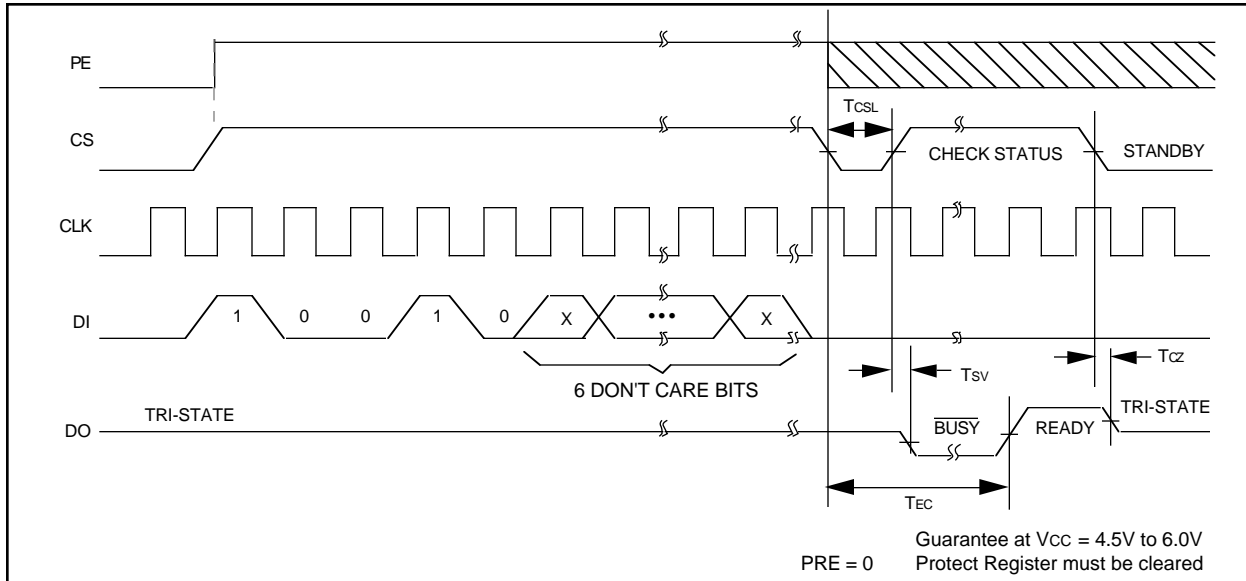 PE
TCSL
CS
CHECK STATUS
STANDBY
CLK
DI
1 0 0 1 0 X ••• X
6 DON'T CARE BITS
TSV
TCZ
TRI-STATE
DO
BUSY
READY
TRI-STATE
TEC
Guarantee at VCC = 4.5V to 6.0V
PRE = 0 Protect Register must be cleared